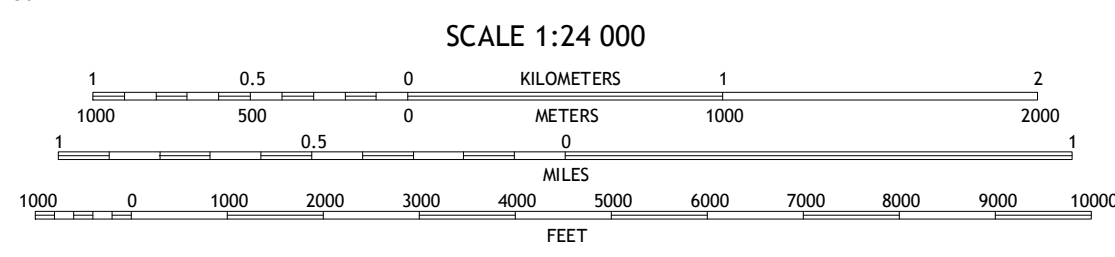 SCALE 1:24 000
1 0.5 0 KILOMETERS 1 2
1000 500 0 METERS 1000 2000
1 0.5 0 1
MILES
1000 0 1000 2000 3000 4000 5000 6000 7000 8000 9000 10000
FEET